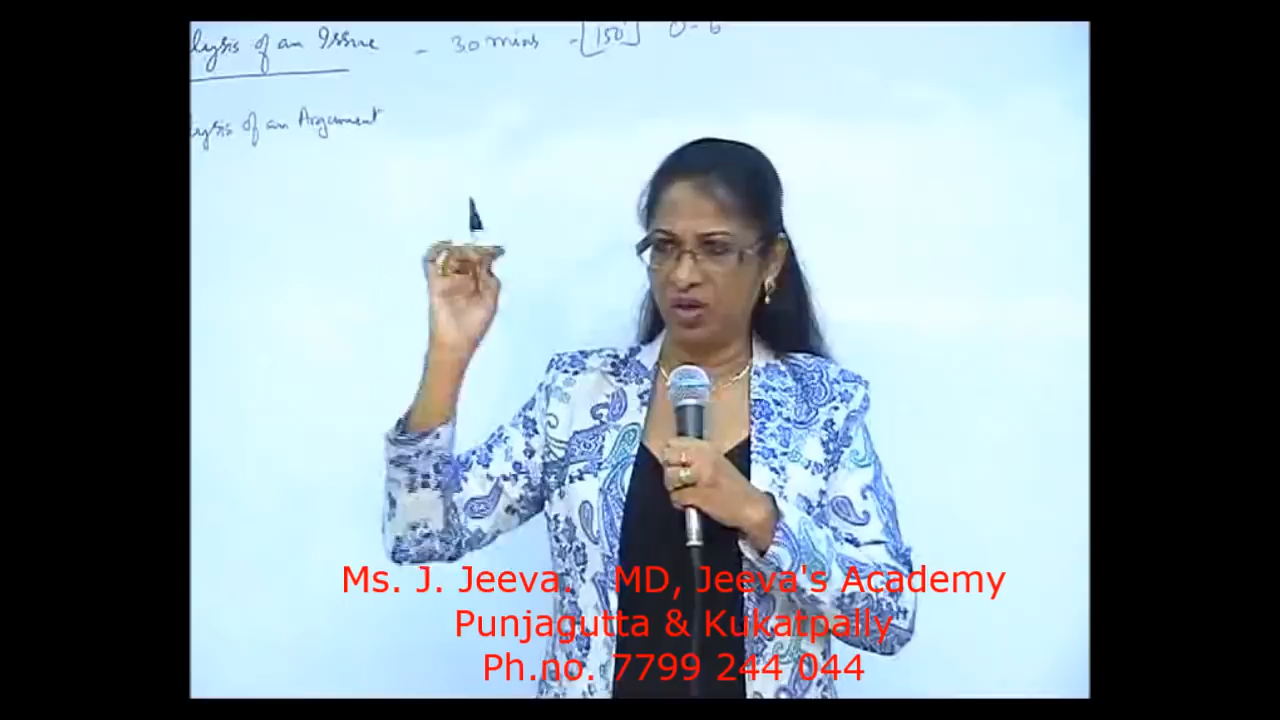 lysis of an Issue - 30 mins - [150] 0-6
lysis of an Argument
Ms. J. Jeeva. MD, Jeeva's Academy
Punjagutta & Kukatpally
Ph.no. 7799 244 044